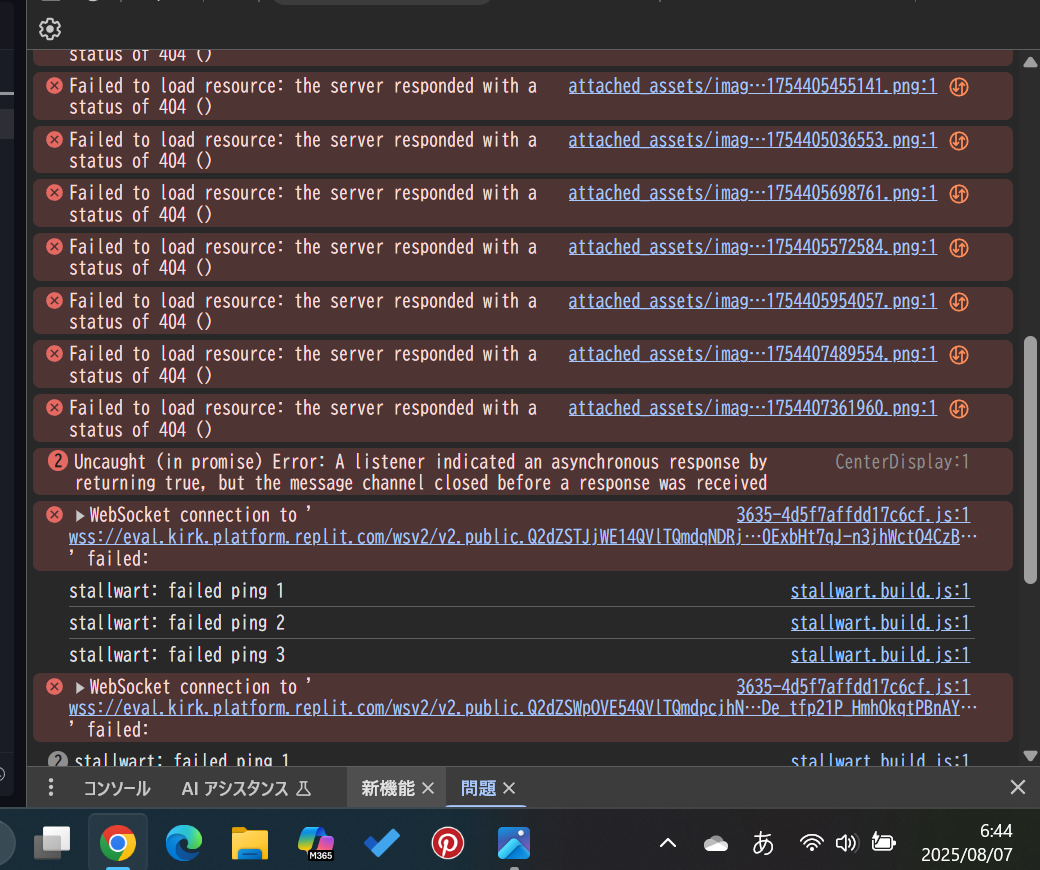 status of 404 ()
Failed to load resource: the server responded with a attached_assets/imag…1754405455141.png:1
status of 404 ()
Failed to load resource: the server responded with a attached_assets/imag…1754405036553.png:1
status of 404 ()
Failed to load resource: the server responded with a attached_assets/imag…1754405698761.png:1
status of 404 ()
Failed to load resource: the server responded with a attached_assets/imag…1754405572584.png:1
status of 404 ()
Failed to load resource: the server responded with a attached_assets/imag…1754405954057.png:1
status of 404 ()
Failed to load resource: the server responded with a attached_assets/imag…1754407489554.png:1
status of 404 ()
Failed to load resource: the server responded with a attached_assets/imag…1754407361960.png:1
status of 404 ()
2 Uncaught (in promise) Error: A listener indicated an asynchronous response by CenterDisplay:1
returning true, but the message channel closed before a response was received
WebSocket connection to ' 3635-4d5f7affdd17c6cf.js:1
wss://eval.kirk.platform.replit.com/wsv2/v2.public.Q2dZSTJjWE14QVlTQmdqNDRj…OExbHt7qJ-n3jhWctO4CzB…
' failed:
stallwart: failed ping 1 stallwart.build.js:1
stallwart: failed ping 2 stallwart.build.js:1
stallwart: failed ping 3 stallwart.build.js:1
WebSocket connection to ' 3635-4d5f7affdd17c6cf.js:1
wss://eval.kirk.platform.replit.com/wsv2/v2.public.Q2dZSWpOVE54QVlTQmdpcjhN…De_tfp21P_HmhOkqtPBnAY…
' failed:
2 stallwart: failed ping 1 stallwart.build.js:1
コンソール AI アシスタンス 新機能 問題
M365
あ
6:44
2025/08/07